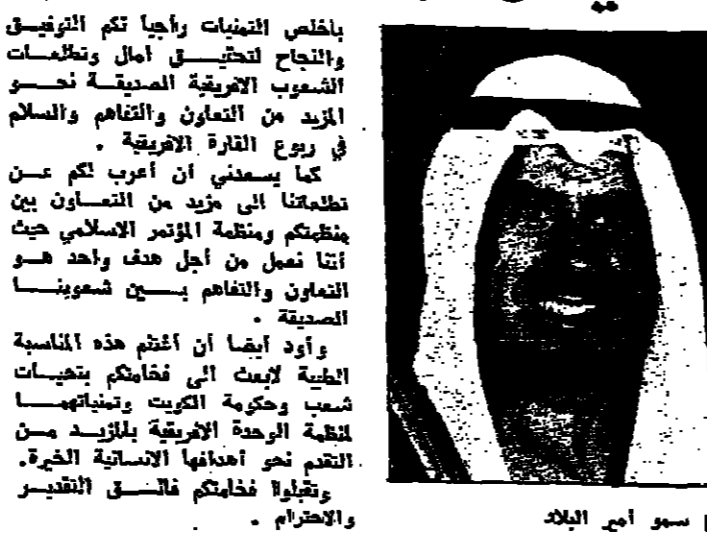 باخلص التمنيات راجيا لكم التوفيق
والنجاح لتحقيق امال وتطلعات
الشعوب الافريقية الصديقة نحو
المزيد من التعاون والتفاهم والسلام
في ربوع القارة الافريقية .
كما يسعدني أن أعرب لكم عن
تطلعاتنا الى مزيد من التعاون بين
منظمتكم ومنظمة المؤتمر الاسلامي حيث
أننا نعمل من أجل هدف واحد هو
التعاون والتفاهم بين شعوبنا
الصديقة .
وأود أيضا أن أغتنم هذه المناسبة
الطيبة لابعث الى فخامتكم بتحيات
شعب وحكومة الكويت وتمنياتهما
لمنظمة الوحدة الافريقية بالمزيد من
التقدم نحو أهدافها الانسانية الخيرة.
وتقبلوا فخامتكم فائق التقدير
والاحترام .
سمو أمير البلاد